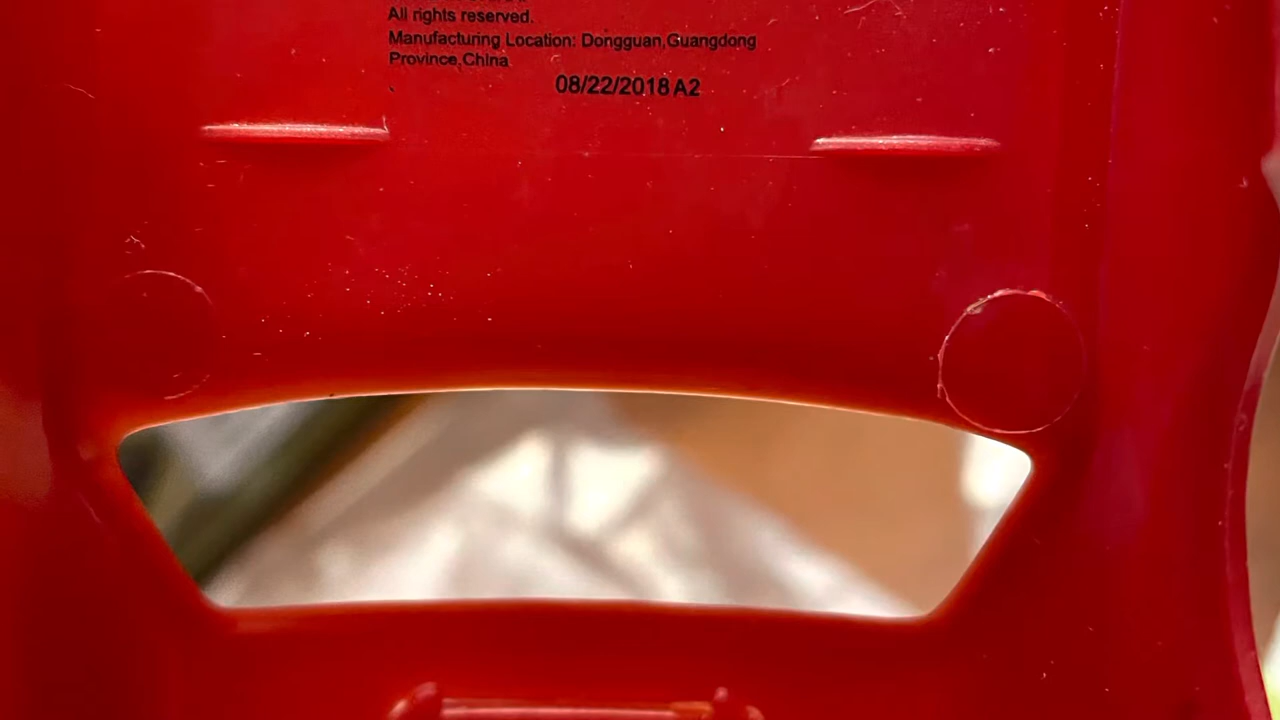 All rights reserved.
Manufacturing Location: Dongguan,Guangdong
Province,China
08/22/2018 A2